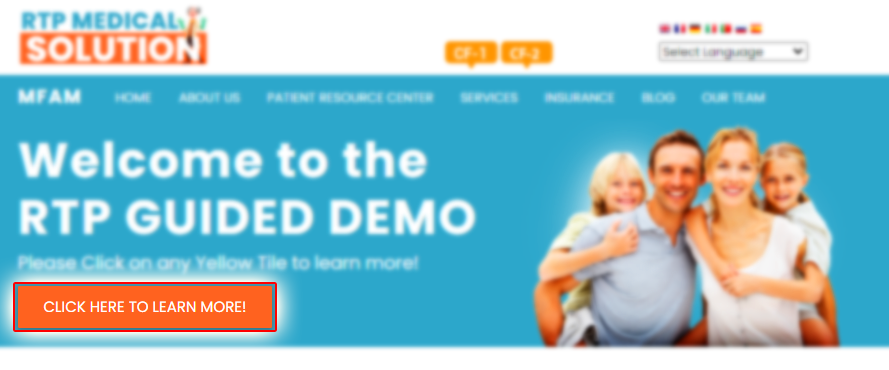 RTP MEDICAL
SOLUTION
CF- 1
CF-2
Select Language
MFAM
HOME
ABOUT US
PATIENT RESOURCE CENTER
SERVICES
INSURANCE
BLOG
OUR TEAM
Welcome to the
RTP GUIDED DEMO
Please Click on any Yellow Tile to learn more!
CLICK HERE TO LEARN MORE!